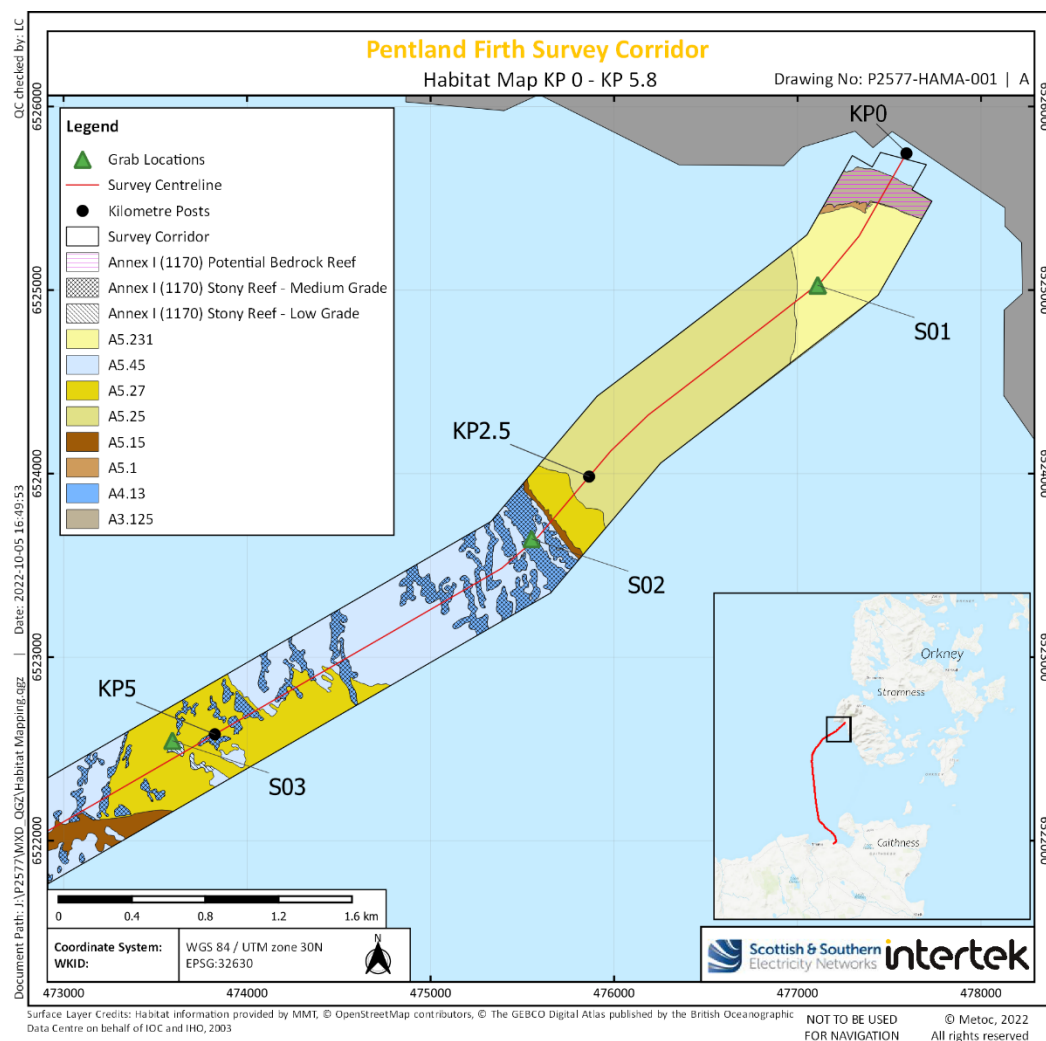 Pentland Firth Survey Corridor
Habitat Map KP 0 - KP 5.8
Drawing No: P2577-HAMA-001 | A
QC checked by: LC
Date: 2022-10-05 16:49:53
Document Path: J:\P2577\MXD_QGZ\Habitat Mapping.qgz |
6526000
6525000
6524000
6523000
6522000
6526000
6525000
6524000
6523000
6522000
Legend
Grab Locations
Survey Centreline
Kilometre Posts
Survey Corridor
Annex I (1170) Potential Bedrock Reef
Annex I (1170) Stony Reef - Medium Grade
Annex I (1170) Stony Reef - Low Grade
A5.231
A5.45
A5.27
A5.25
A5.15
A5.1
A4.13
A3.125
KP0
S01
KP2.5
S02
KP5
S03
Orkney
Stromness
Caithness
0 0.4 0.8 1.2 1.6 km
Coordinate System: WGS 84 / UTM zone 30N
WKID: EPSG:32630
N
Scottish & Southern
Electricity Networks
intertek
473000 474000 475000 476000 477000 478000
Surface Layer Credits: Habitat information provided by MMT, © OpenStreetMap contributors, © The GEBCO Digital Atlas published by the British Oceanographic
Data Centre on behalf of IOC and IHO, 2003
NOT TO BE USED
FOR NAVIGATION
© Metoc, 2022
All rights reserved